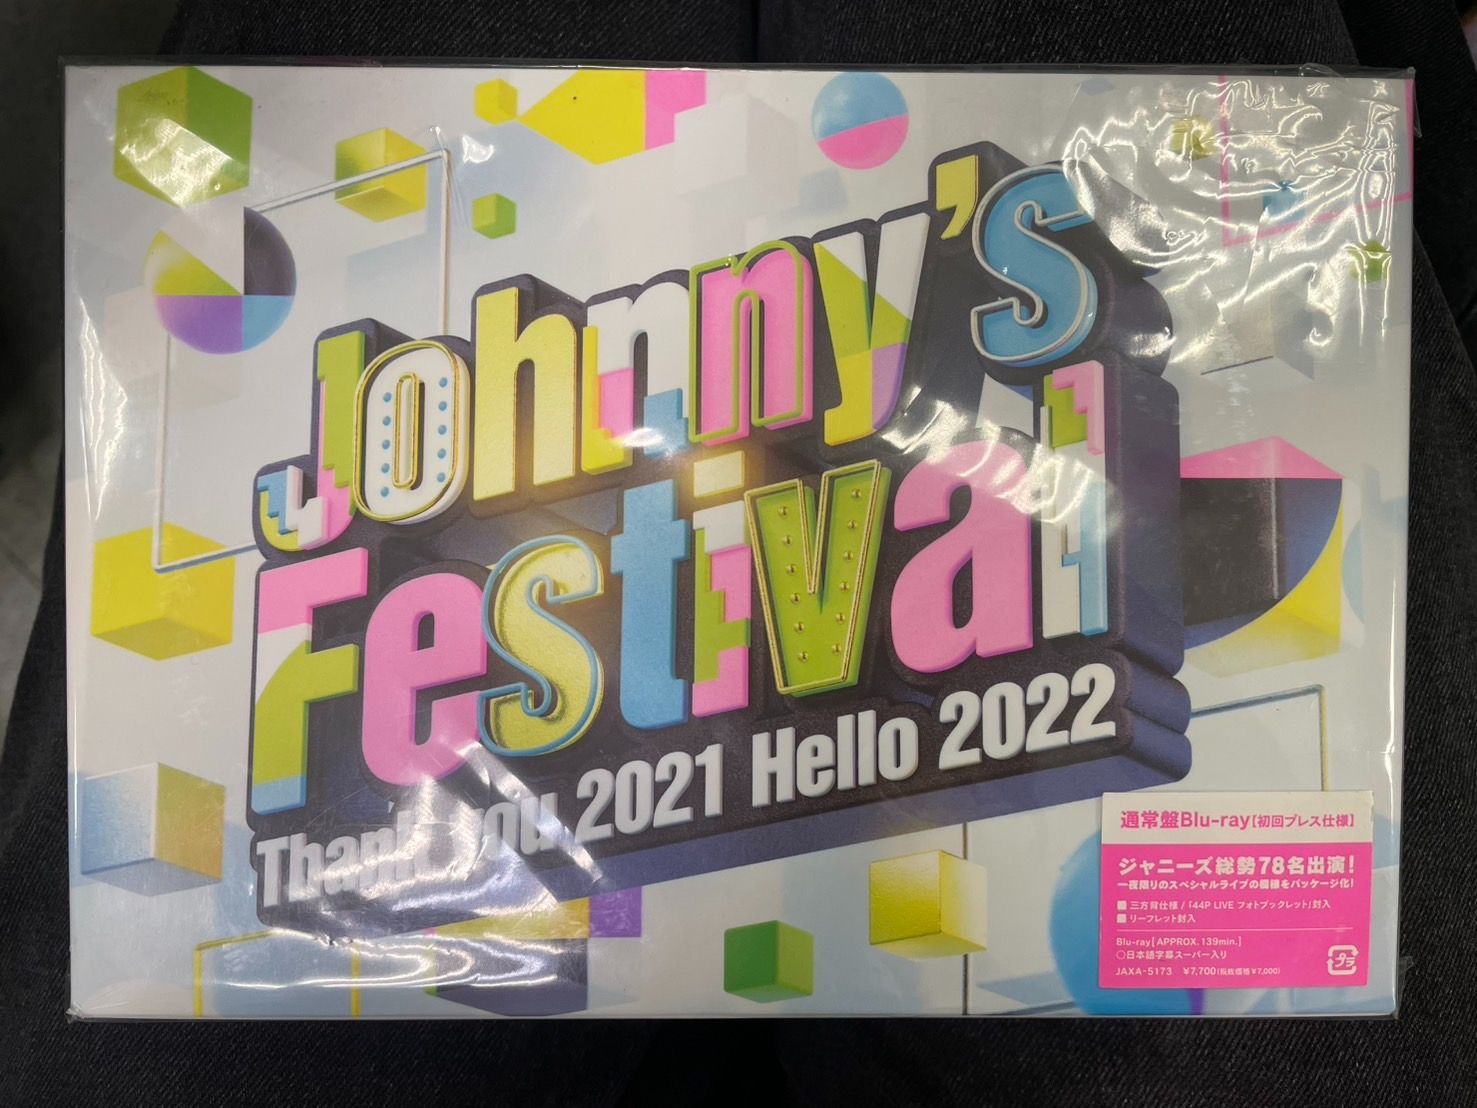 Johnny's
Festival
Thank you 2021 Hello 2022
通常盤Blu-ray【初回プレス仕様】
ジャニーズ総勢78名出演!
一夜限りのスペシャルライブの模様をパッケージ化!
■ 三方背仕様 / 「44P LIVE フォトブックレット」封入
■ リーフレット封入
Blu-ray[APPROX. 139min.]
○日本語字幕スーパー入り
JAXA-5173 ¥7,700(税抜価格 ¥7,000)
プラ